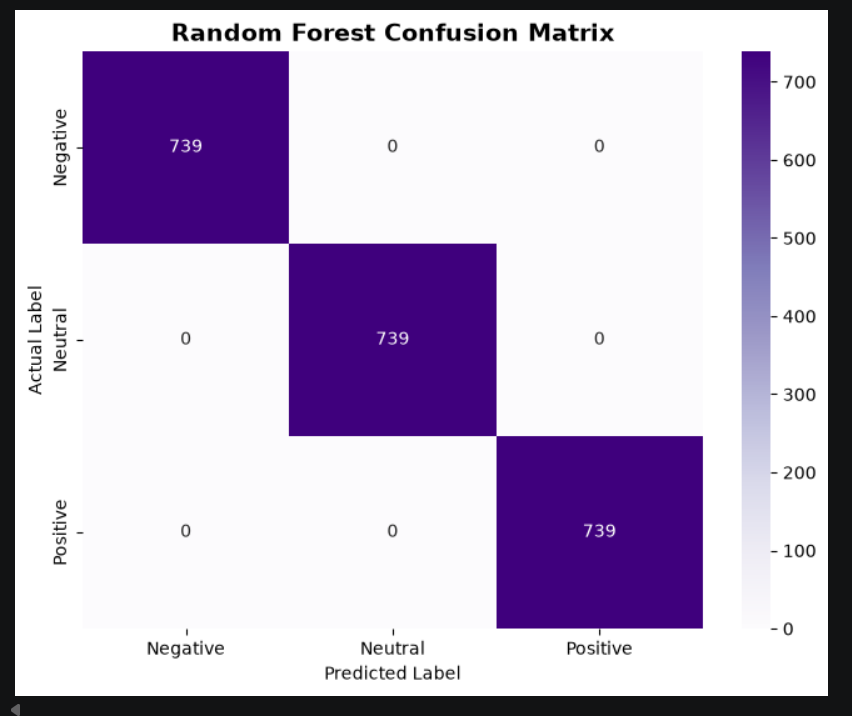 Random Forest Confusion Matrix
Actual Label
Negative
739 0 0
Neutral
0 739 0
Positive
0 0 739
Negative Neutral Positive
Predicted Label
700
600
500
400
300
200
100
0